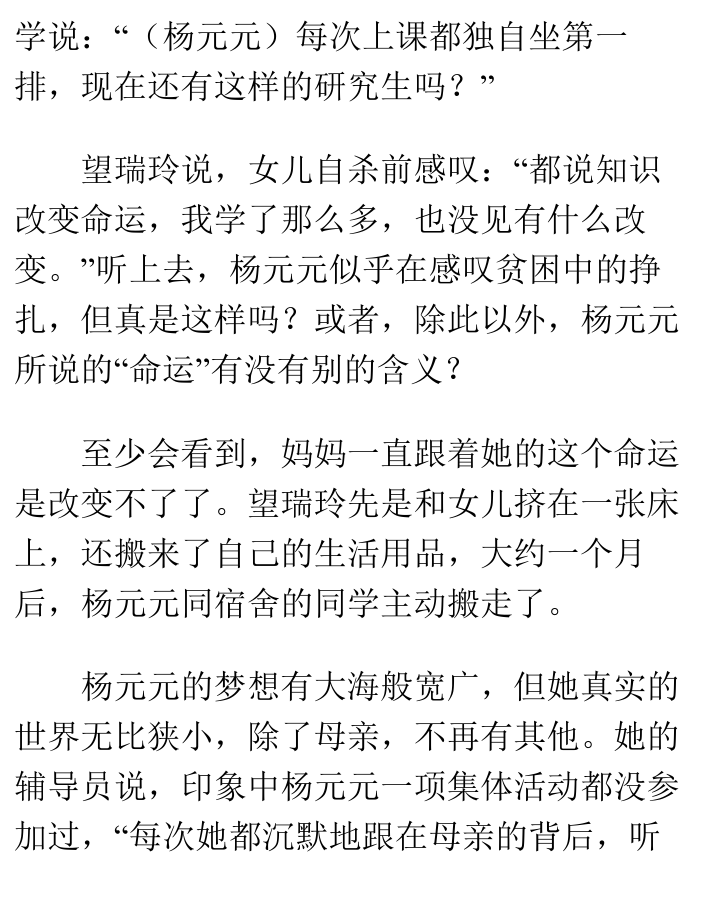 学说：“（杨元元）每次上课都独自坐第一
排，现在还有这样的研究生吗？”
望瑞玲说，女儿自杀前感叹：“都说知识
改变命运，我学了那么多，也没见有什么改
变。”听上去，杨元元似乎在感叹贫困中的挣
扎，但真是这样吗？或者，除此以外，杨元元
所说的“命运”有没有别的含义？
至少会看到，妈妈一直跟着她的这个命运
是改变不了了。望瑞玲先是和女儿挤在一张床
上，还搬来了自己的生活用品，大约一个月
后，杨元元同宿舍的同学主动搬走了。
杨元元的梦想有大海般宽广，但她真实的
世界无比狭小，除了母亲，不再有其他。她的
辅导员说，印象中杨元元一项集体活动都没参
加过，“每次她都沉默地跟在母亲的背后，听